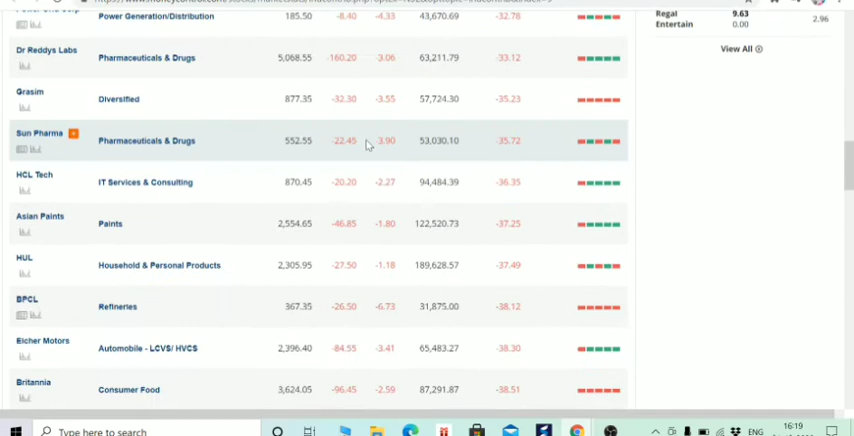 Power Generation/Distribution 185.50 -8.40 -4.33 43,670.69 -32.78
Regal 9.63
Entertain 0.00 2.96
View All
Dr Reddys Labs Pharmaceuticals & Drugs 5,068.55 -160.20 -3.06 63,211.79 -33.12
Grasim Diversified 877.35 -32.30 -3.55 57,724.30 -35.23
Sun Pharma Pharmaceuticals & Drugs 552.55 -22.45 3.90 53,030.10 -35.72
HCL Tech IT Services & Consulting 870.45 -20.20 -2.27 94,484.39 -36.35
Asian Paints Paints 2,554.65 -46.85 -1.80 122,520.73 -37.25
HUL Household & Personal Products 2,305.95 -27.50 -1.18 189,628.57 -37.49
BPCL Refineries 367.35 -26.50 -6.73 31,875.00 -38.12
Eicher Motors Automobile - LCVS/ HVCS 2,396.40 -84.55 -3.41 65,483.27 -38.30
Britannia Consumer Food 3,624.05 -96.45 -2.59 87,291.87 -38.51
Type here to search
ENG
16:19